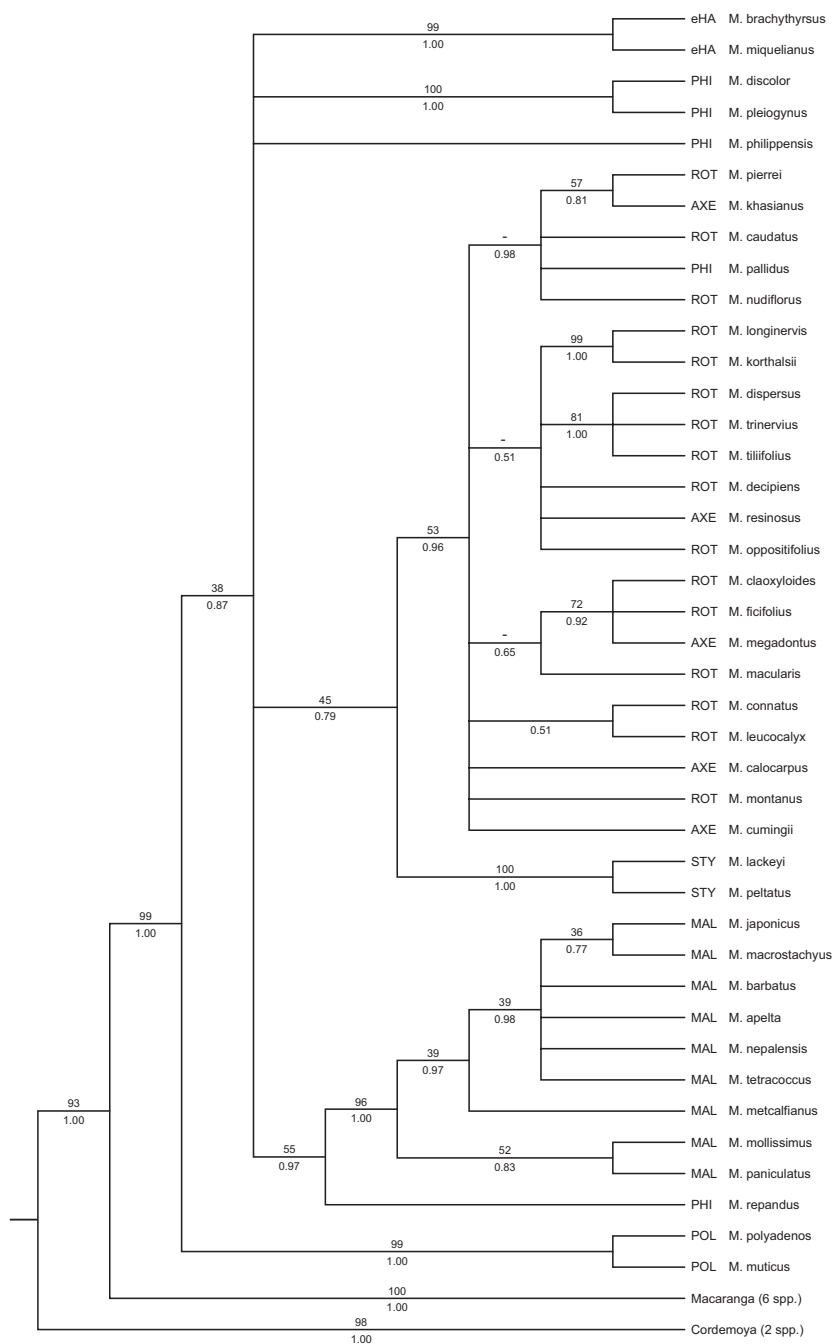 99
1.00
eHA M. brachythyrsus
eHA M. miquelianus
100
1.00
PHI M. discolor
PHI M. pleiogynus
PHI M. philippensis
57
0.81
ROT M. pierrei
AXE M. khasianus
-
0.98
ROT M. caudatus
PHI M. pallidus
ROT M. nudiflorus
99
1.00
ROT M. longinervis
ROT M. korthalsii
81
1.00
ROT M. dispersus
ROT M. trinervius
ROT M. tiliifolius
-
0.51
ROT M. decipiens
AXE M. resinosus
ROT M. oppositifolius
53
0.96
38
0.87
72
0.92
ROT M. claoxyloides
ROT M. ficifolius
AXE M. megadontus
-
0.65
ROT M. macularis
45
0.79
0.51
ROT M. connatus
ROT M. leucocalyx
AXE M. calocarpus
ROT M. montanus
AXE M. cumingii
100
1.00
STY M. lackeyi
STY M. peltatus
99
1.00
36
0.77
MAL M. japonicus
MAL M. macrostachyus
39
0.98
MAL M. barbatus
MAL M. apelta
MAL M. nepalensis
MAL M. tetracoccus
39
0.97
MAL M. metcalfianus
93
1.00
96
1.00
55
0.97
52
0.83
MAL M. mollissimus
MAL M. paniculatus
PHI M. repandus
99
1.00
POL M. polyadenos
POL M. muticus
100
1.00
Macaranga (6 spp.)
98
1.00
Cordemoya (2 spp.)